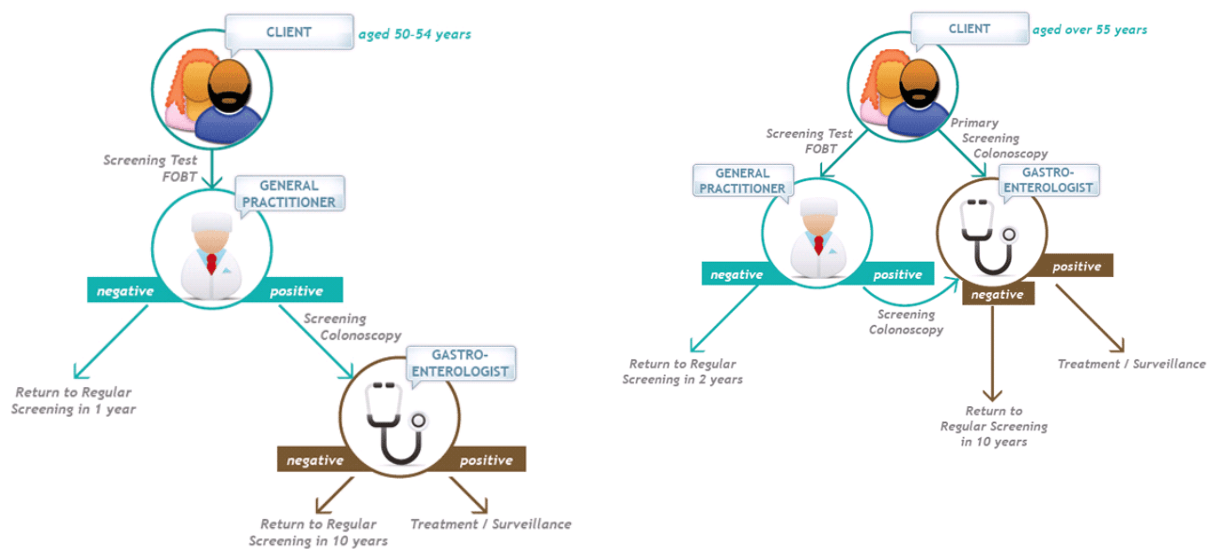 CLIENT
aged 50-54 years
Screening Test
FOBT
GENERAL
PRACTITIONER
negative
positive
Return to Regular
Screening in 1 year
Screening
Colonoscopy
GASTRO-
ENTEROLOGIST
negative
positive
Return to Regular
Screening in 10 years
Treatment / Surveillance
CLIENT
aged over 55 years
Screening Test
FOBT
Primary
Screening
Colonoscopy
GENERAL
PRACTITIONER
GASTRO-
ENTEROLOGIST
negative
positive
Screening
Colonoscopy
positive
negative
Return to Regular
Screening in 2 years
Treatment / Surveillance
Return to
Regular Screening
in 10 years